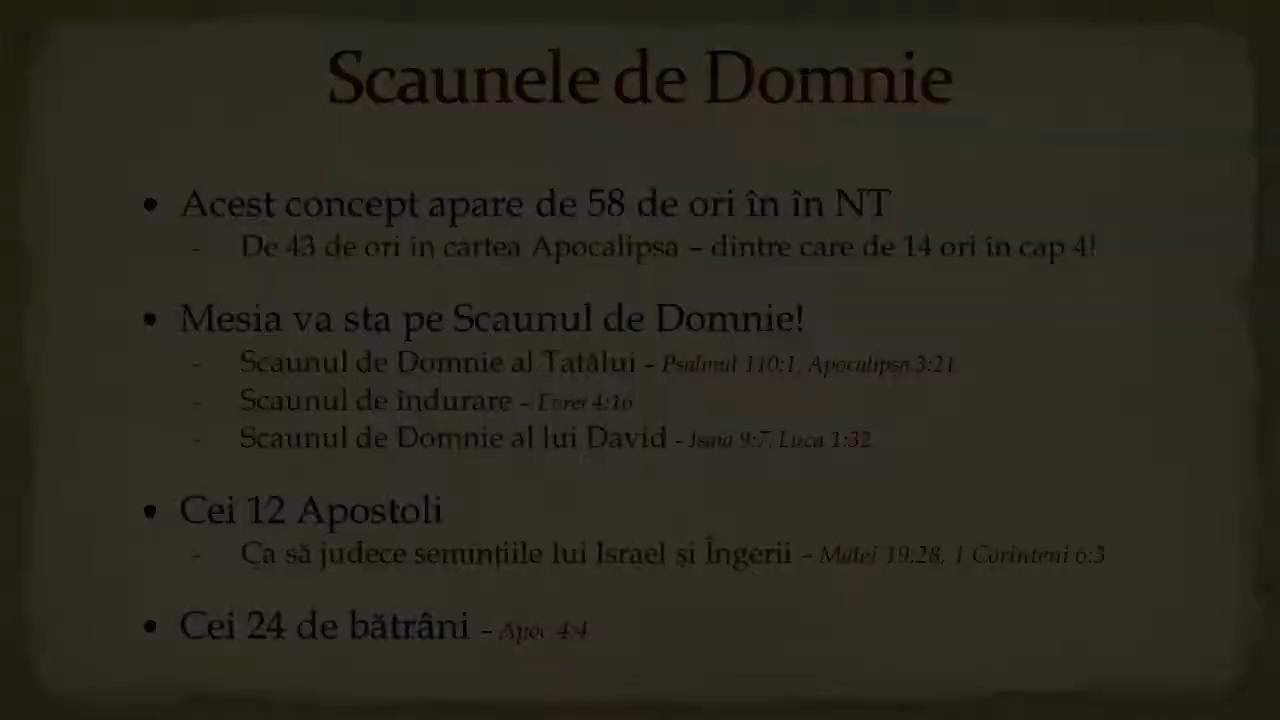 Scaunele de Domnie
• Acest concept apare de 58 de ori în în NT
- De 43 de ori in cartea Apocalipsa – dintre care de 14 ori în cap 4!
• Mesia va sta pe Scaunul de Domnie!
- Scaunul de Domnie al Tatălui – Psalmul 110:1, Apocalipsa 3:21
- Scaunul de îndurare – Evrei 4:16
- Scaunul de Domnie al lui David - Isaia 9:7, Luca 1:32
• Cei 12 Apostoli
- Ca să judece semințiile lui Israel și Îngerii – Matei 19:28, 1 Corinteni 6:3
• Cei 24 de bătrâni – Apoc 4:4